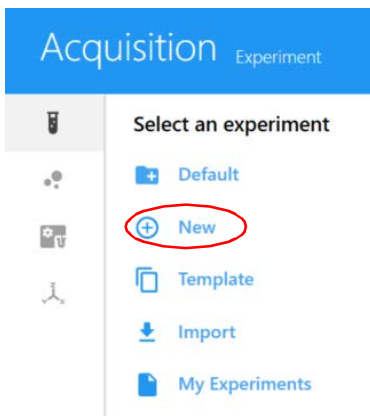 Acquisition Experiment
Select an experiment
Default
New
Template
Import
My Experiments